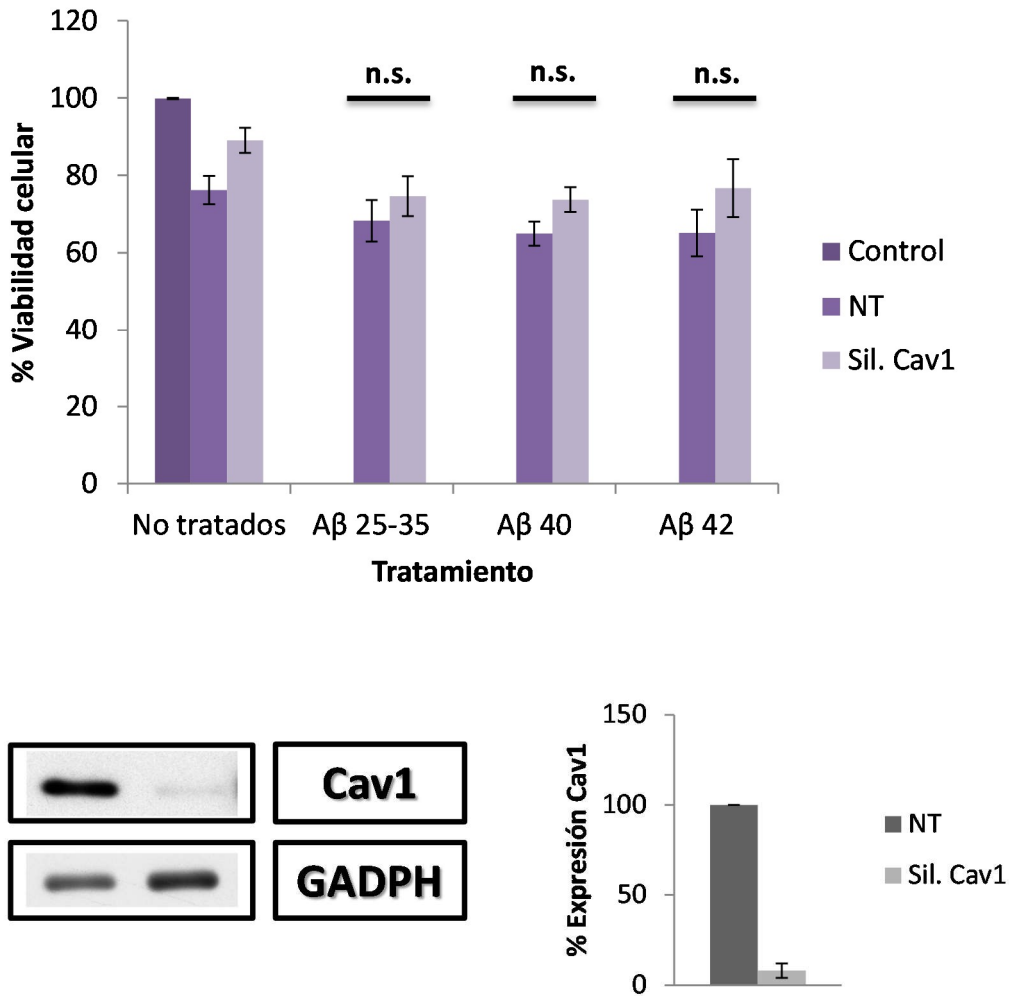 120
100
80
60
40
20
0
% Viabilidad celular
n.s.
n.s.
n.s.
Control
NT
Sil. Cav1
No tratados
Aβ 25-35
Aβ 40
Aβ 42
Tratamiento
Cav1
GADPH
150
100
50
0
% Expresión Cav1
NT
Sil. Cav1